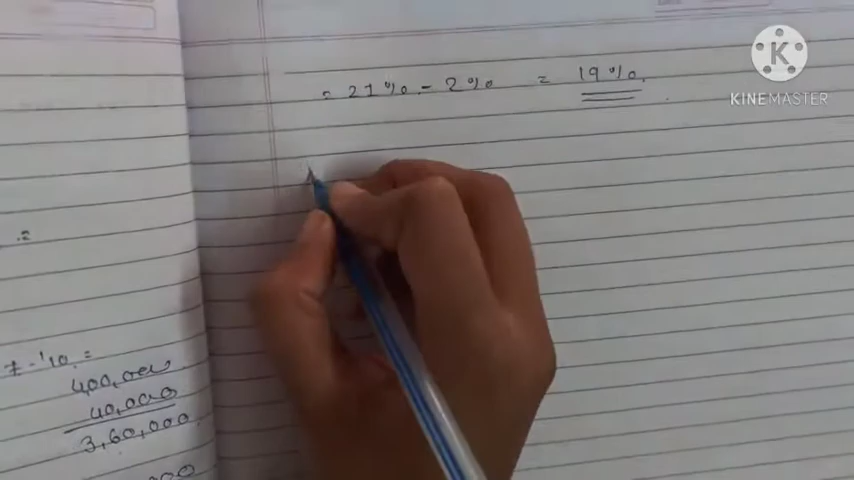 = 21% - 2% = 19%.
KINEMASTER
400,000
40,000
3,60,000